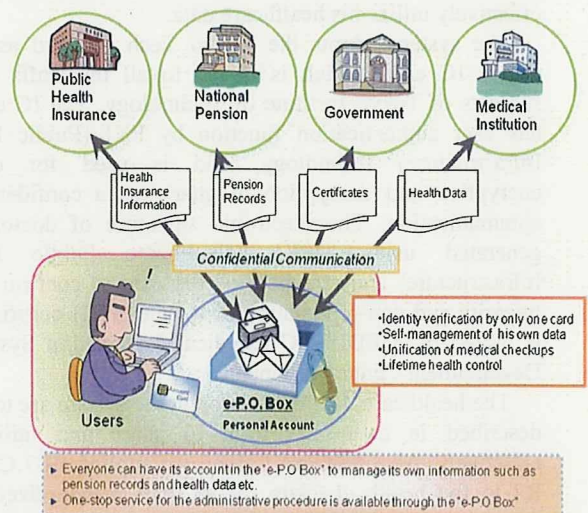 Public
Health
Insurance
National
Pension
Government
Medical
Institution
Health
Insurance
Information
Pension
Records
Certificates
Health Data
Confidential Communication
!
•Identity verification by only one card
•Self-management of his own data
•Unification of medical checkups
•Lifetime health control
Users
e-P.O. Box
Personal Account
▸ Everyone can have its account in the "e-P.O Box" to manage its own information such as
pension records and health data etc.
▸ One-stop service for the administrative procedure is available through the "e-P.O Box"